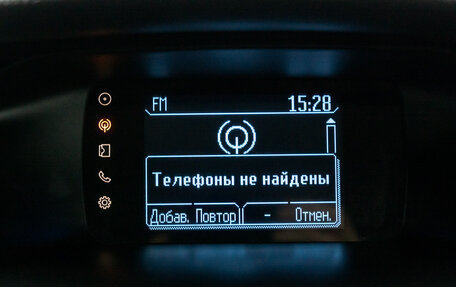 FM 15:28
Телефоны не найдены
Добав. Повтор - Отмен.